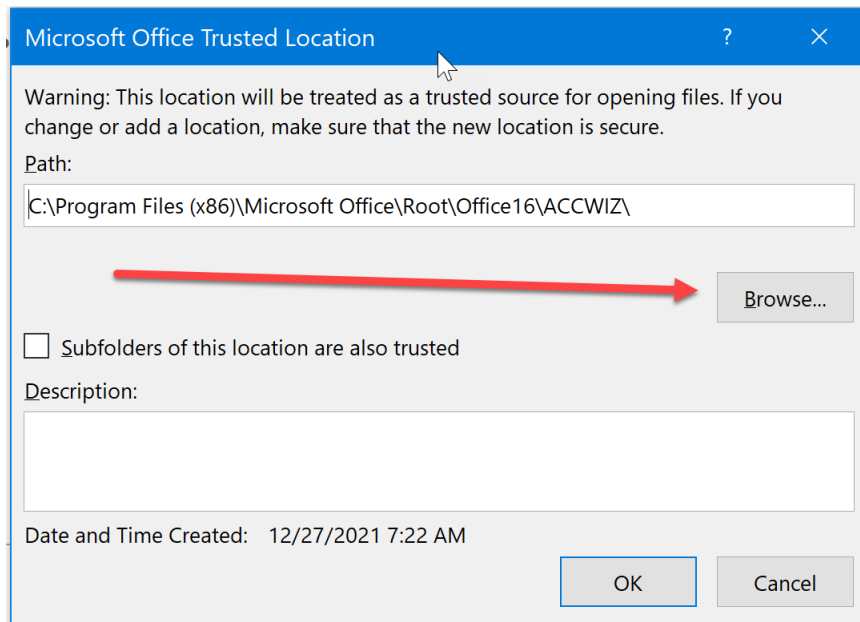 Microsoft Office Trusted Location ?
Warning: This location will be treated as a trusted source for opening files. If you
change or add a location, make sure that the new location is secure.
Path:
C:\Program Files (x86)\Microsoft Office\Root\Office16\ACCWIZ\
Browse...
Subfolders of this location are also trusted
Description:
Date and Time Created: 12/27/2021 7:22 AM
OK Cancel